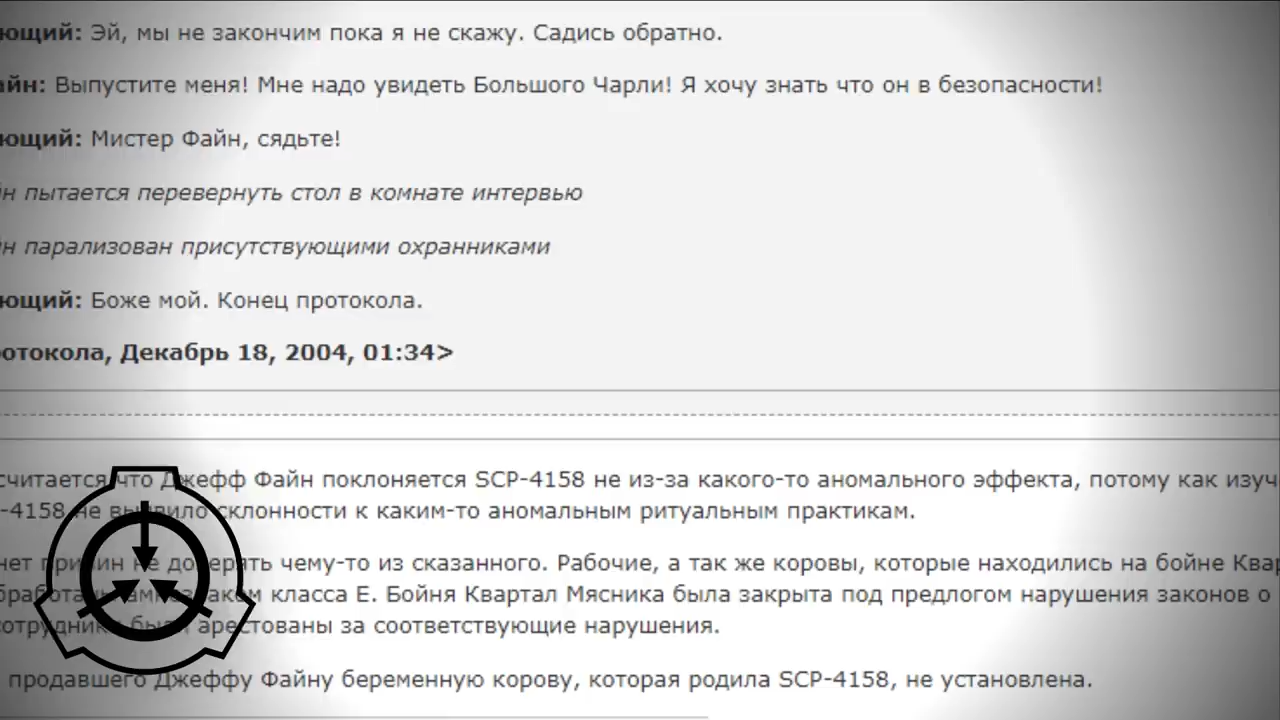 ющий: Эй, мы не закончим пока я не скажу. Садись обратно.
айн: Выпустите меня! Мне надо увидеть Большого Чарли! Я хочу знать что он в безопасности!
ющий: Мистер Файн, сядьте!
йн пытается перевернуть стол в комнате интервью
йн парализован присутствующими охранниками
ющий: Боже мой. Конец протокола.
отокола, Декабрь 18, 2004, 01:34>
считается что Джефф Файн поклоняется SCP-4158 не из-за какого-то аномального эффекта, потому как изуч
-4158 не выявило склонности к каким-то аномальным ритуальным практикам.
нет причин не доверять чему-то из сказанного. Рабочие, а так же коровы, которые находились на бойне Квар
класса Е. Бойня Квартал Мясника была закрыта под предлогом нарушения законов о
сотрудники были арестованы за соответствующие нарушения.
продавшего Джеффу Файну беременную корову, которая родила SCP-4158, не установлена.